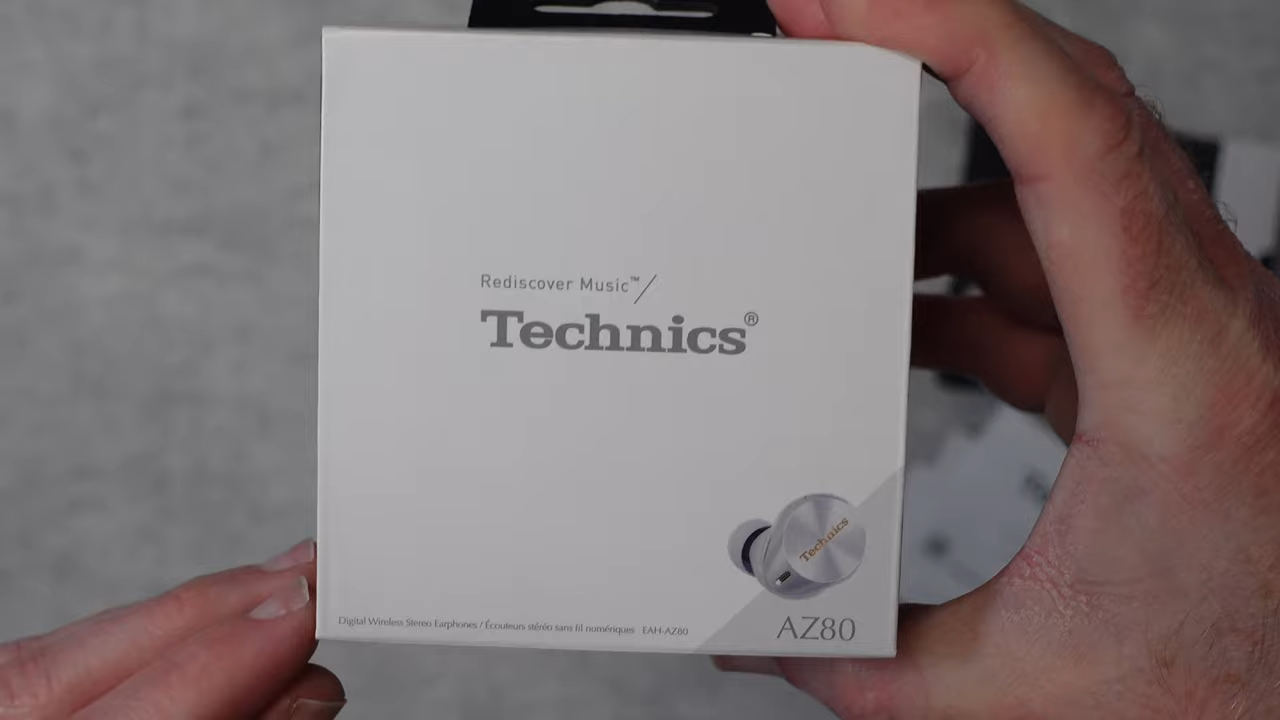 Rediscover Music™/
Technics®
Technics
Digital Wireless Stereo Earphones / Écouteurs stéréo sans fil numériques EAH-AZ80
AZ80